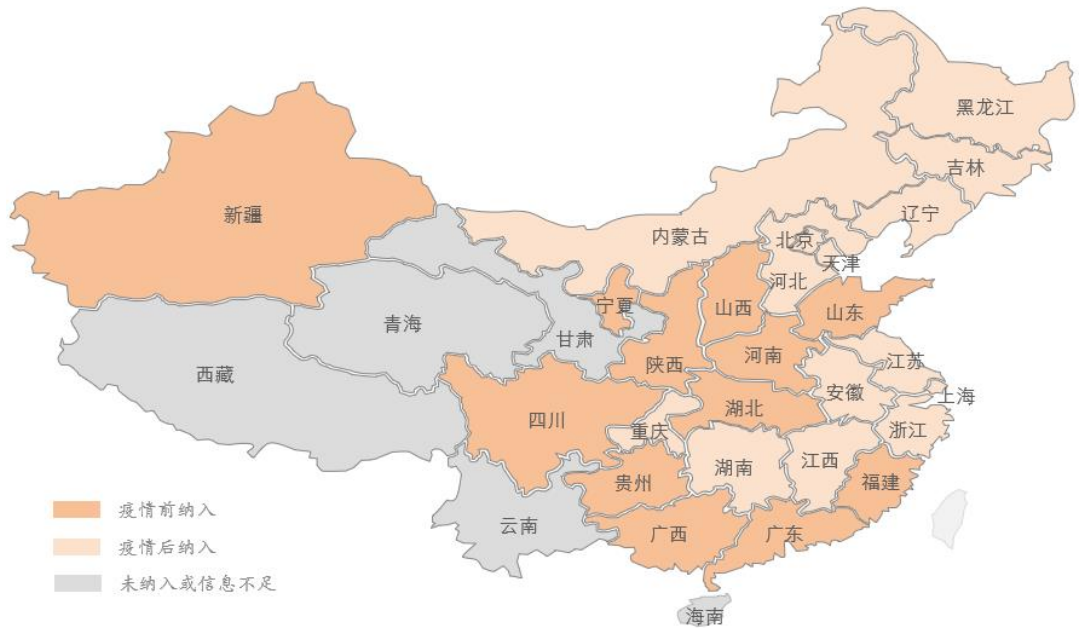 黑龙江
吉林
辽宁
新疆
内蒙古
北京
天津
河北
宁夏
山西
山东
青海
甘肃
陕西
河南
江苏
西藏
安徽
上海
四川
湖北
重庆
浙江
湖南
江西
贵州
福建
云南
广西
广东
海南
疫情前纳入
疫情后纳入
未纳入或信息不足